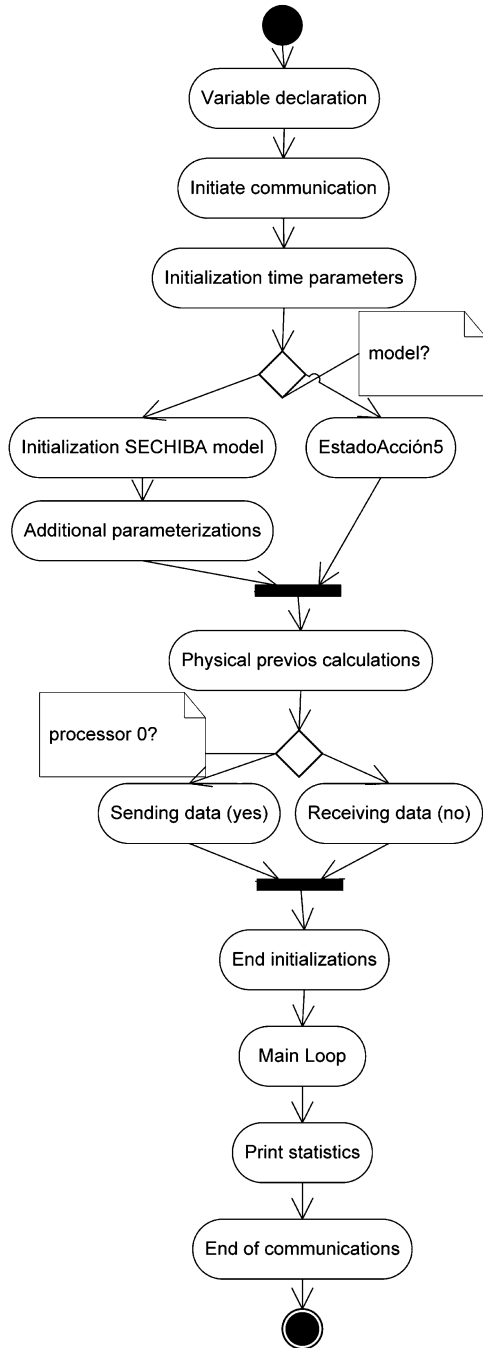 Variable declaration
Initiate communication
Initialization time parameters
model?
Initialization SECHIBA model
EstadoAcción5
Additional parameterizations
Physical previos calculations
processor 0?
Sending data (yes)
Receiving data (no)
End initializations
Main Loop
Print statistics
End of communications